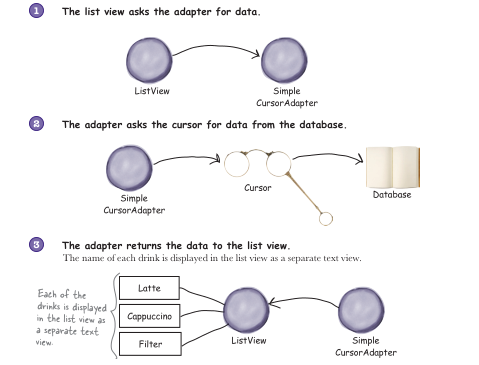 1 The list view asks the adapter for data.
ListView
Simple
CursorAdapter
2 The adapter asks the cursor for data from the database.
Simple
CursorAdapter
Cursor
Database
3 The adapter returns the data to the list view.
The name of each drink is displayed in the list view as a separate text view.
Each of the
drinks is displayed
in the list view as
a separate text
view.
Latte
Cappuccino
Filter
ListView
Simple
CursorAdapter